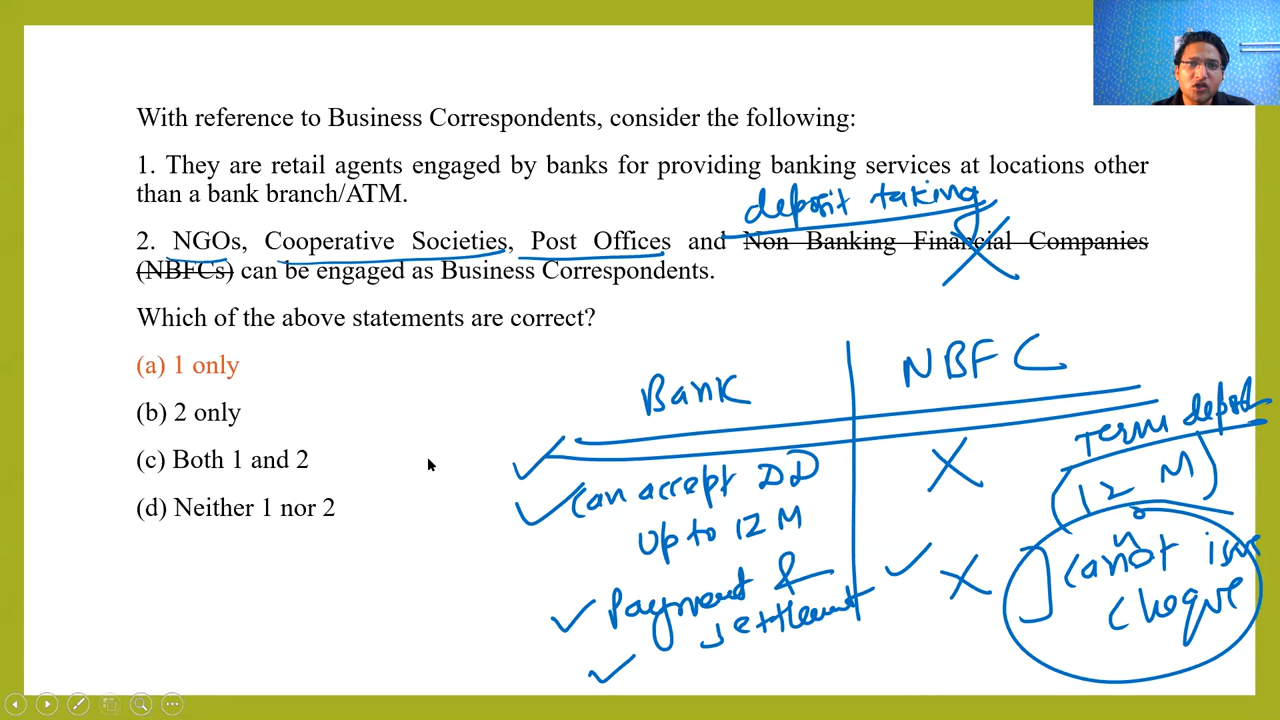 With reference to Business Correspondents, consider the following:
1. They are retail agents engaged by banks for providing banking services at locations other
than a bank branch/ATM.
deposit taking
2. NGOs, Cooperative Societies, Post Offices and Non Banking Financial Companies
(NBFCs) can be engaged as Business Correspondents.
Which of the above statements are correct?
(a) 1 only
(b) 2 only
(c) Both 1 and 2
(d) Neither 1 nor 2
Bank
NBFC
Can accept DD
Up to 12 M
Payment &
settlement
Term
12 M
cannot
cheque